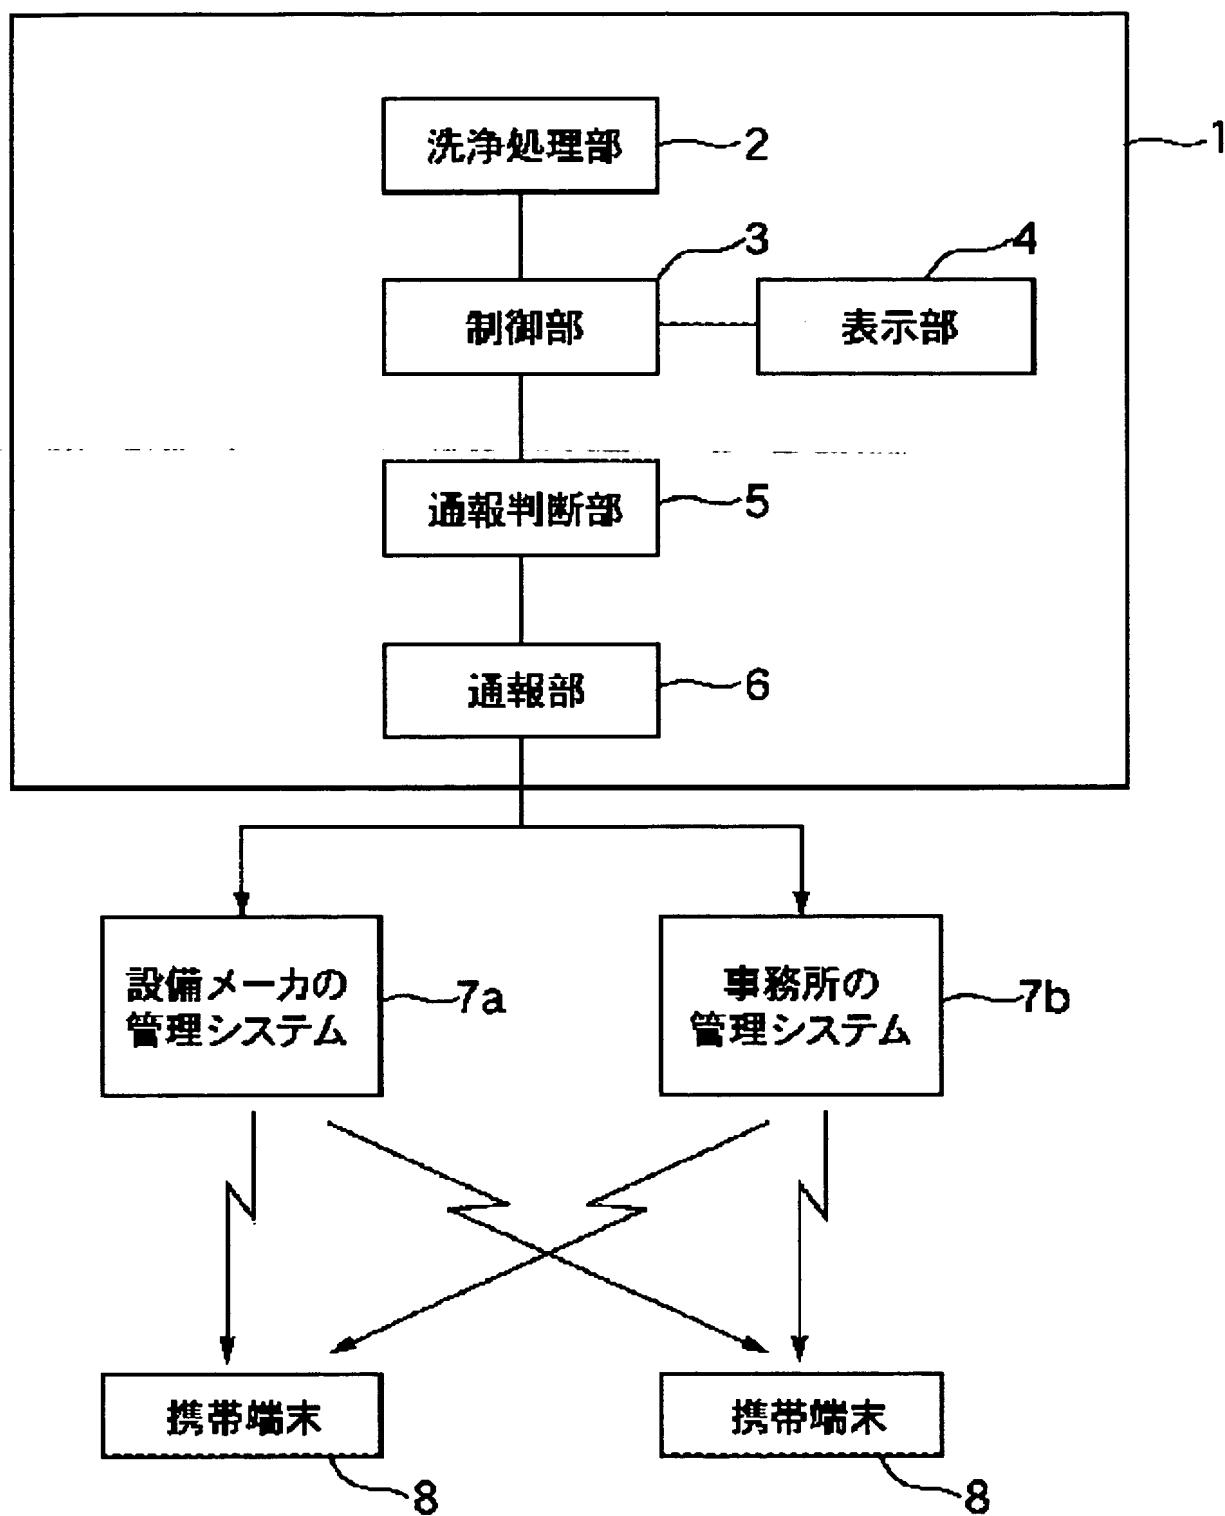 洗浄処理部
2
1
3
4
制御部
表示部
通報判断部
5
通報部
6
設備メーカの
管理システム
7a
事務所の
管理システム
7b
携帯端末
携帯端末
8
8